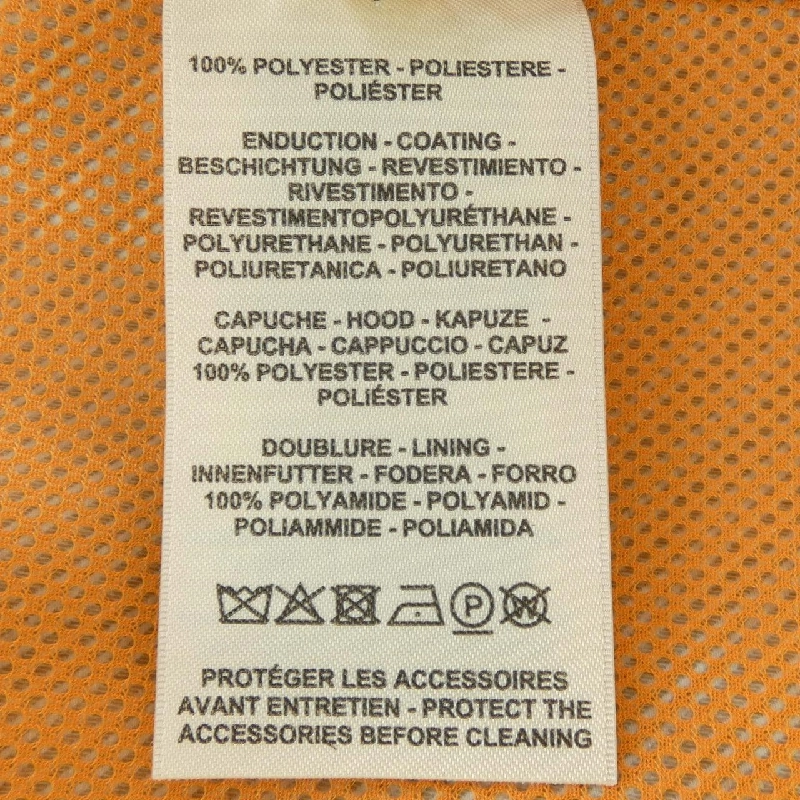 100% POLYESTER - POLIESTERE -
POLIÉSTER
ENDUCTION - COATING -
BESCHICHTUNG - REVESTIMIENTO -
RIVESTIMENTO -
REVESTIMENTOPOLYURÉTHANE -
POLYURETHANE - POLYURETHAN -
POLIURETANICA - POLIURETANO
CAPUCHE - HOOD - KAPUZE -
CAPUCHA - CAPPUCCIO - CAPUZ
100% POLYESTER - POLIESTERE -
POLIÉSTER
DOUBLURE - LINING -
INNENFUTTER - FODERA - FORRO
100% POLYAMIDE - POLYAMID -
POLIAMMIDE - POLIAMIDA
P W
PROTÉGER LES ACCESSOIRES
AVANT ENTRETIEN - PROTECT THE
ACCESSORIES BEFORE CLEANING